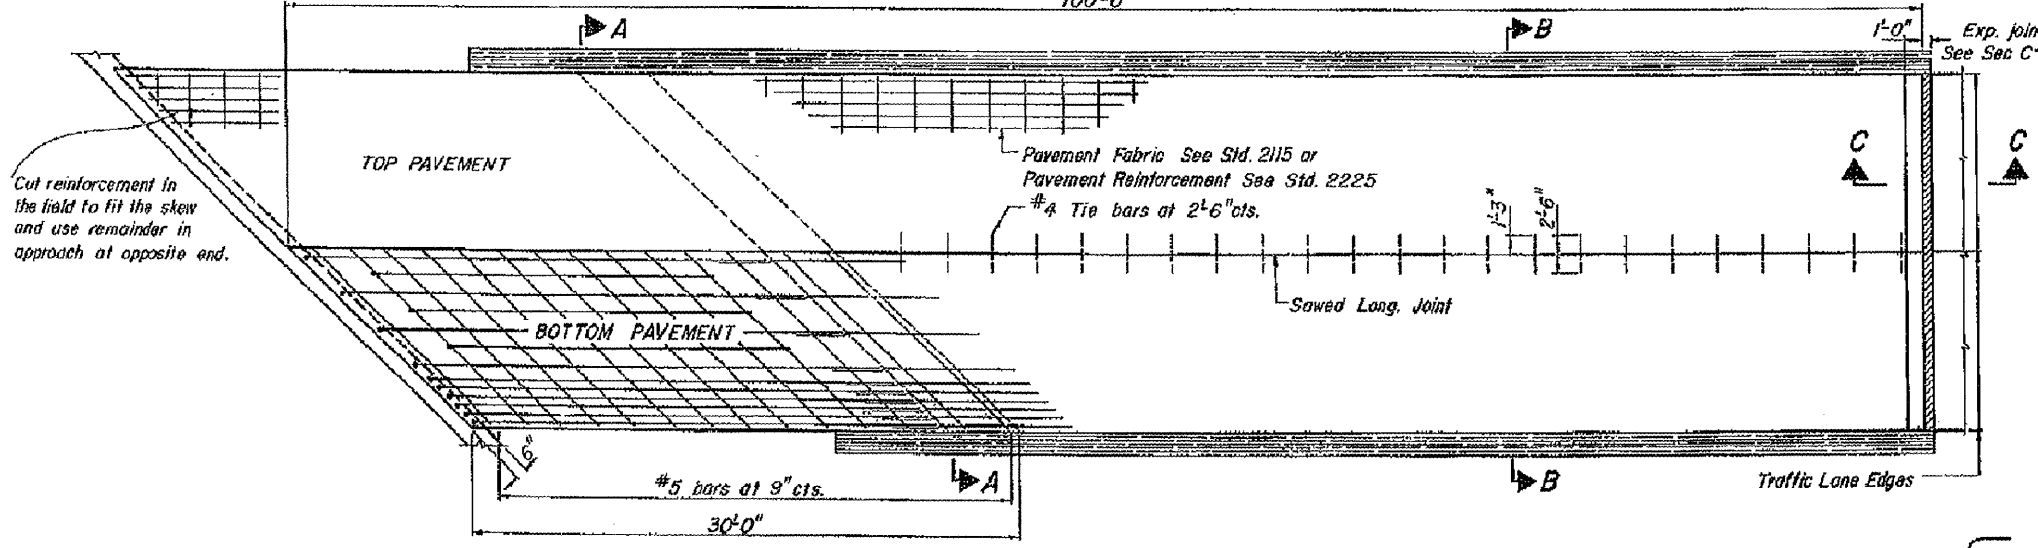 100'-0"
A
B
1'-0"
Exp. join
See Sec C-
TOP PAVEMENT
Pavement Fabric See Std. 2115 or
Pavement Reinforcement See Std. 2225
#4 Tie bars at 2'-6"cts.
1'-3"
2'-6"
C
C
Cut reinforcement in
the field to fit the skew
and use remainder in
approach at opposite end.
Sawed Long. Joint
BOTTOM PAVEMENT
6"
#5 bars at 9"cts.
A
B
Traffic Lane Edges
30'-0"